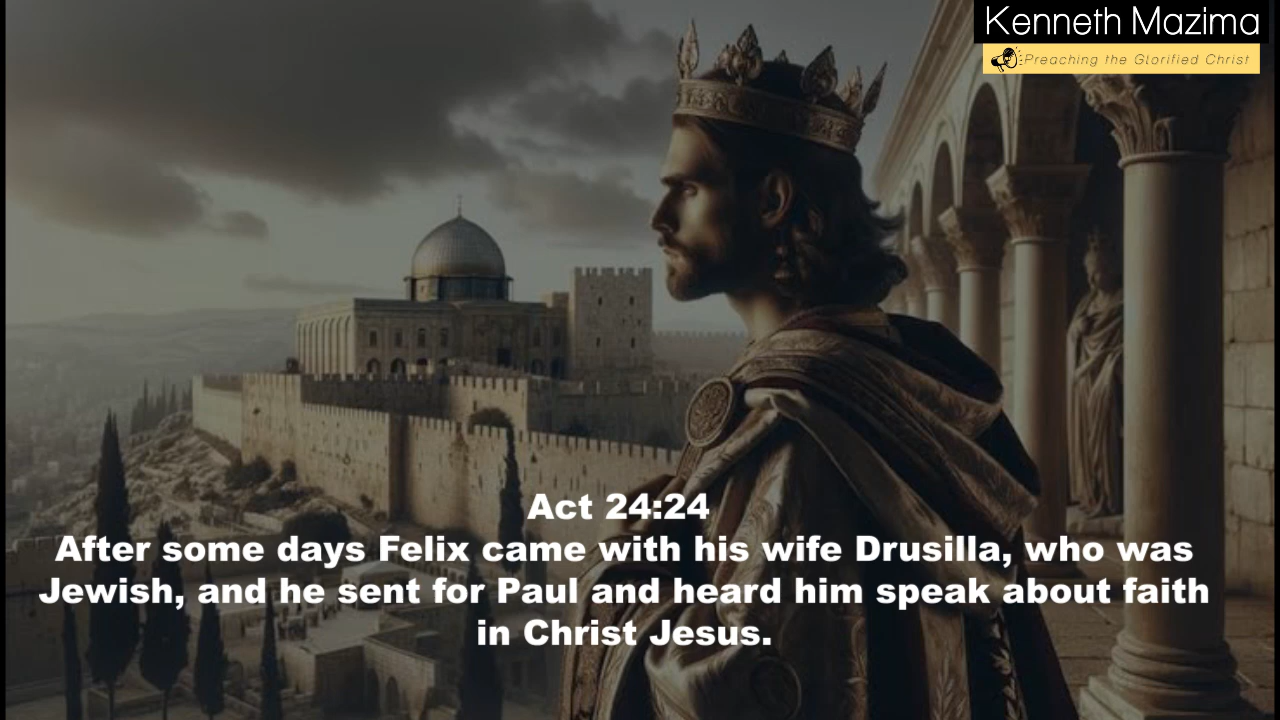 Kenneth Mazima
Preaching the Glorified Christ
Act 24:24
After some days Felix came with his wife Drusilla, who was
Jewish, and he sent for Paul and heard him speak about faith
in Christ Jesus.